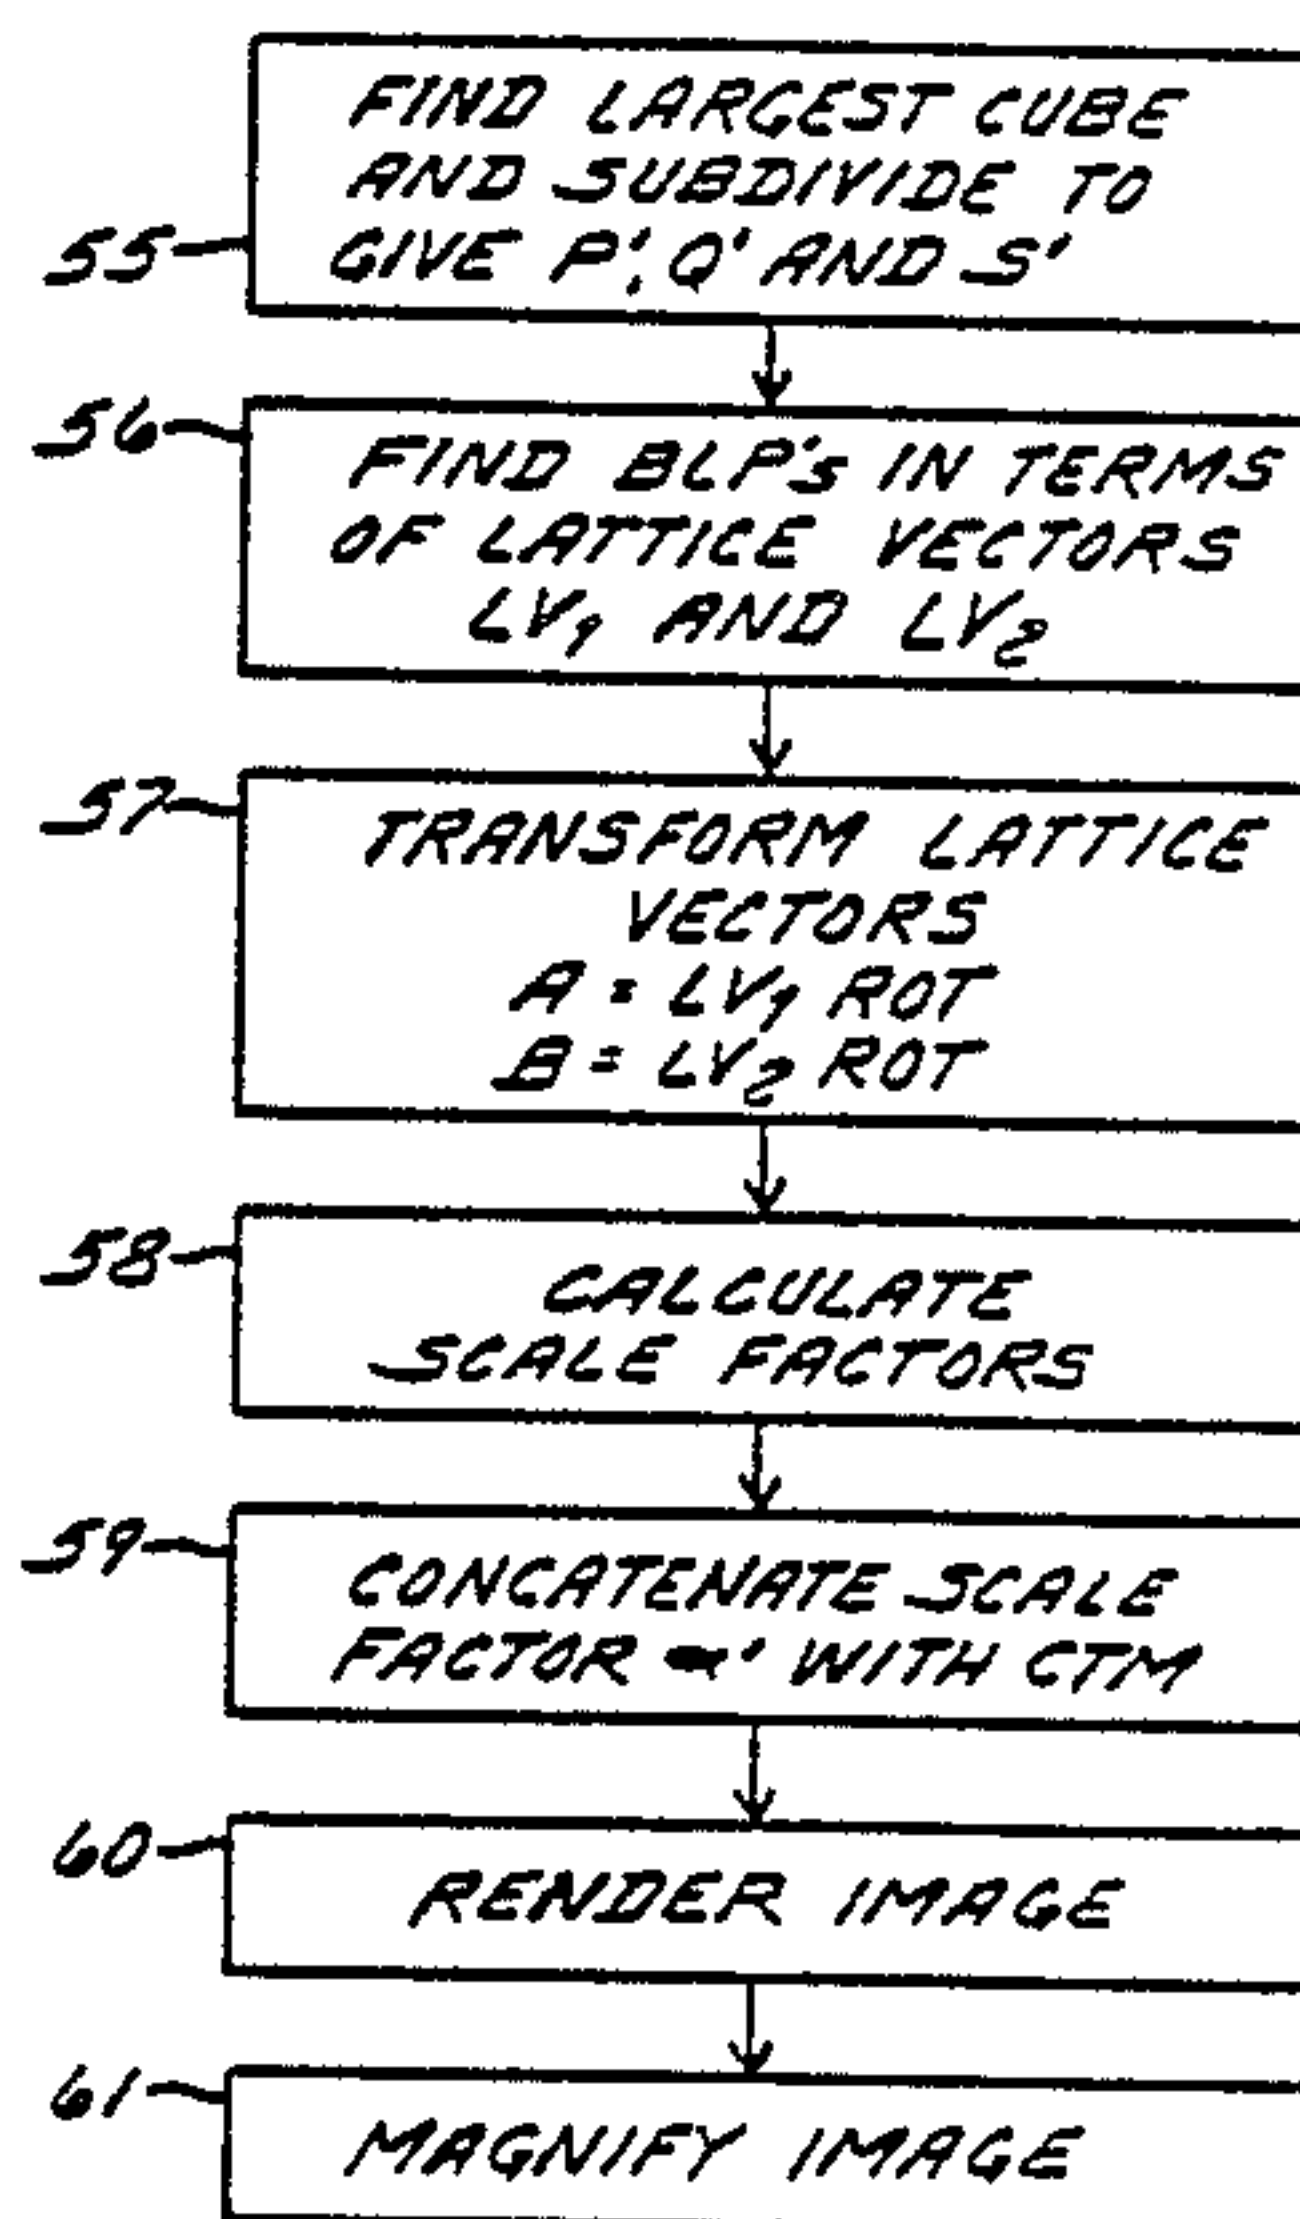 FIND LARGEST CUBE
AND SUBDIVIDE TO
55 GIVE P', Q' AND S'
56 FIND BLP's IN TERMS
OF LATTICE VECTORS
LV1 AND LV2
57 TRANSFORM LATTICE
VECTORS
A = LV1 ROT
B = LV2 ROT
58 CALCULATE
SCALE FACTORS
59 CONCATENATE SCALE
FACTOR α' WITH CTM
60 RENDER IMAGE
61 MAGNIFY IMAGE